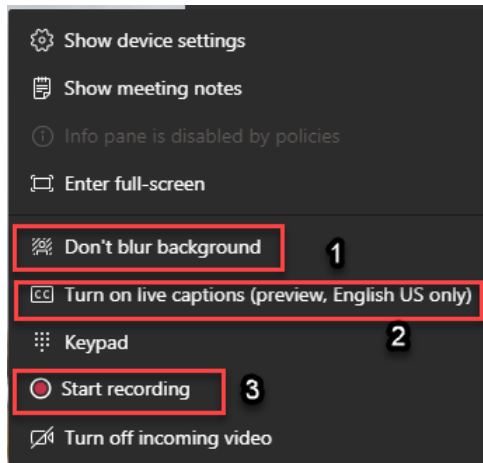 Show device settings
Show meeting notes
Info pane is disabled by policies
Enter full-screen
Don't blur background 1
CC Turn on live captions (preview, English US only)
2
Keypad
Start recording 3
Turn off incoming video